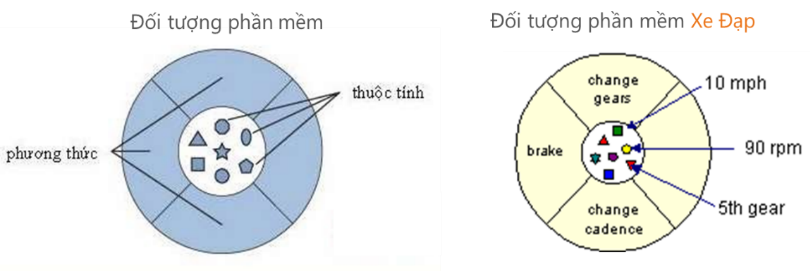 Đối tượng phần mềm
thuộc tính
phương thức
Đối tượng phần mềm Xe Đạp
change
gears
10 mph
brake
90 rpm
5th gear
change
cadence